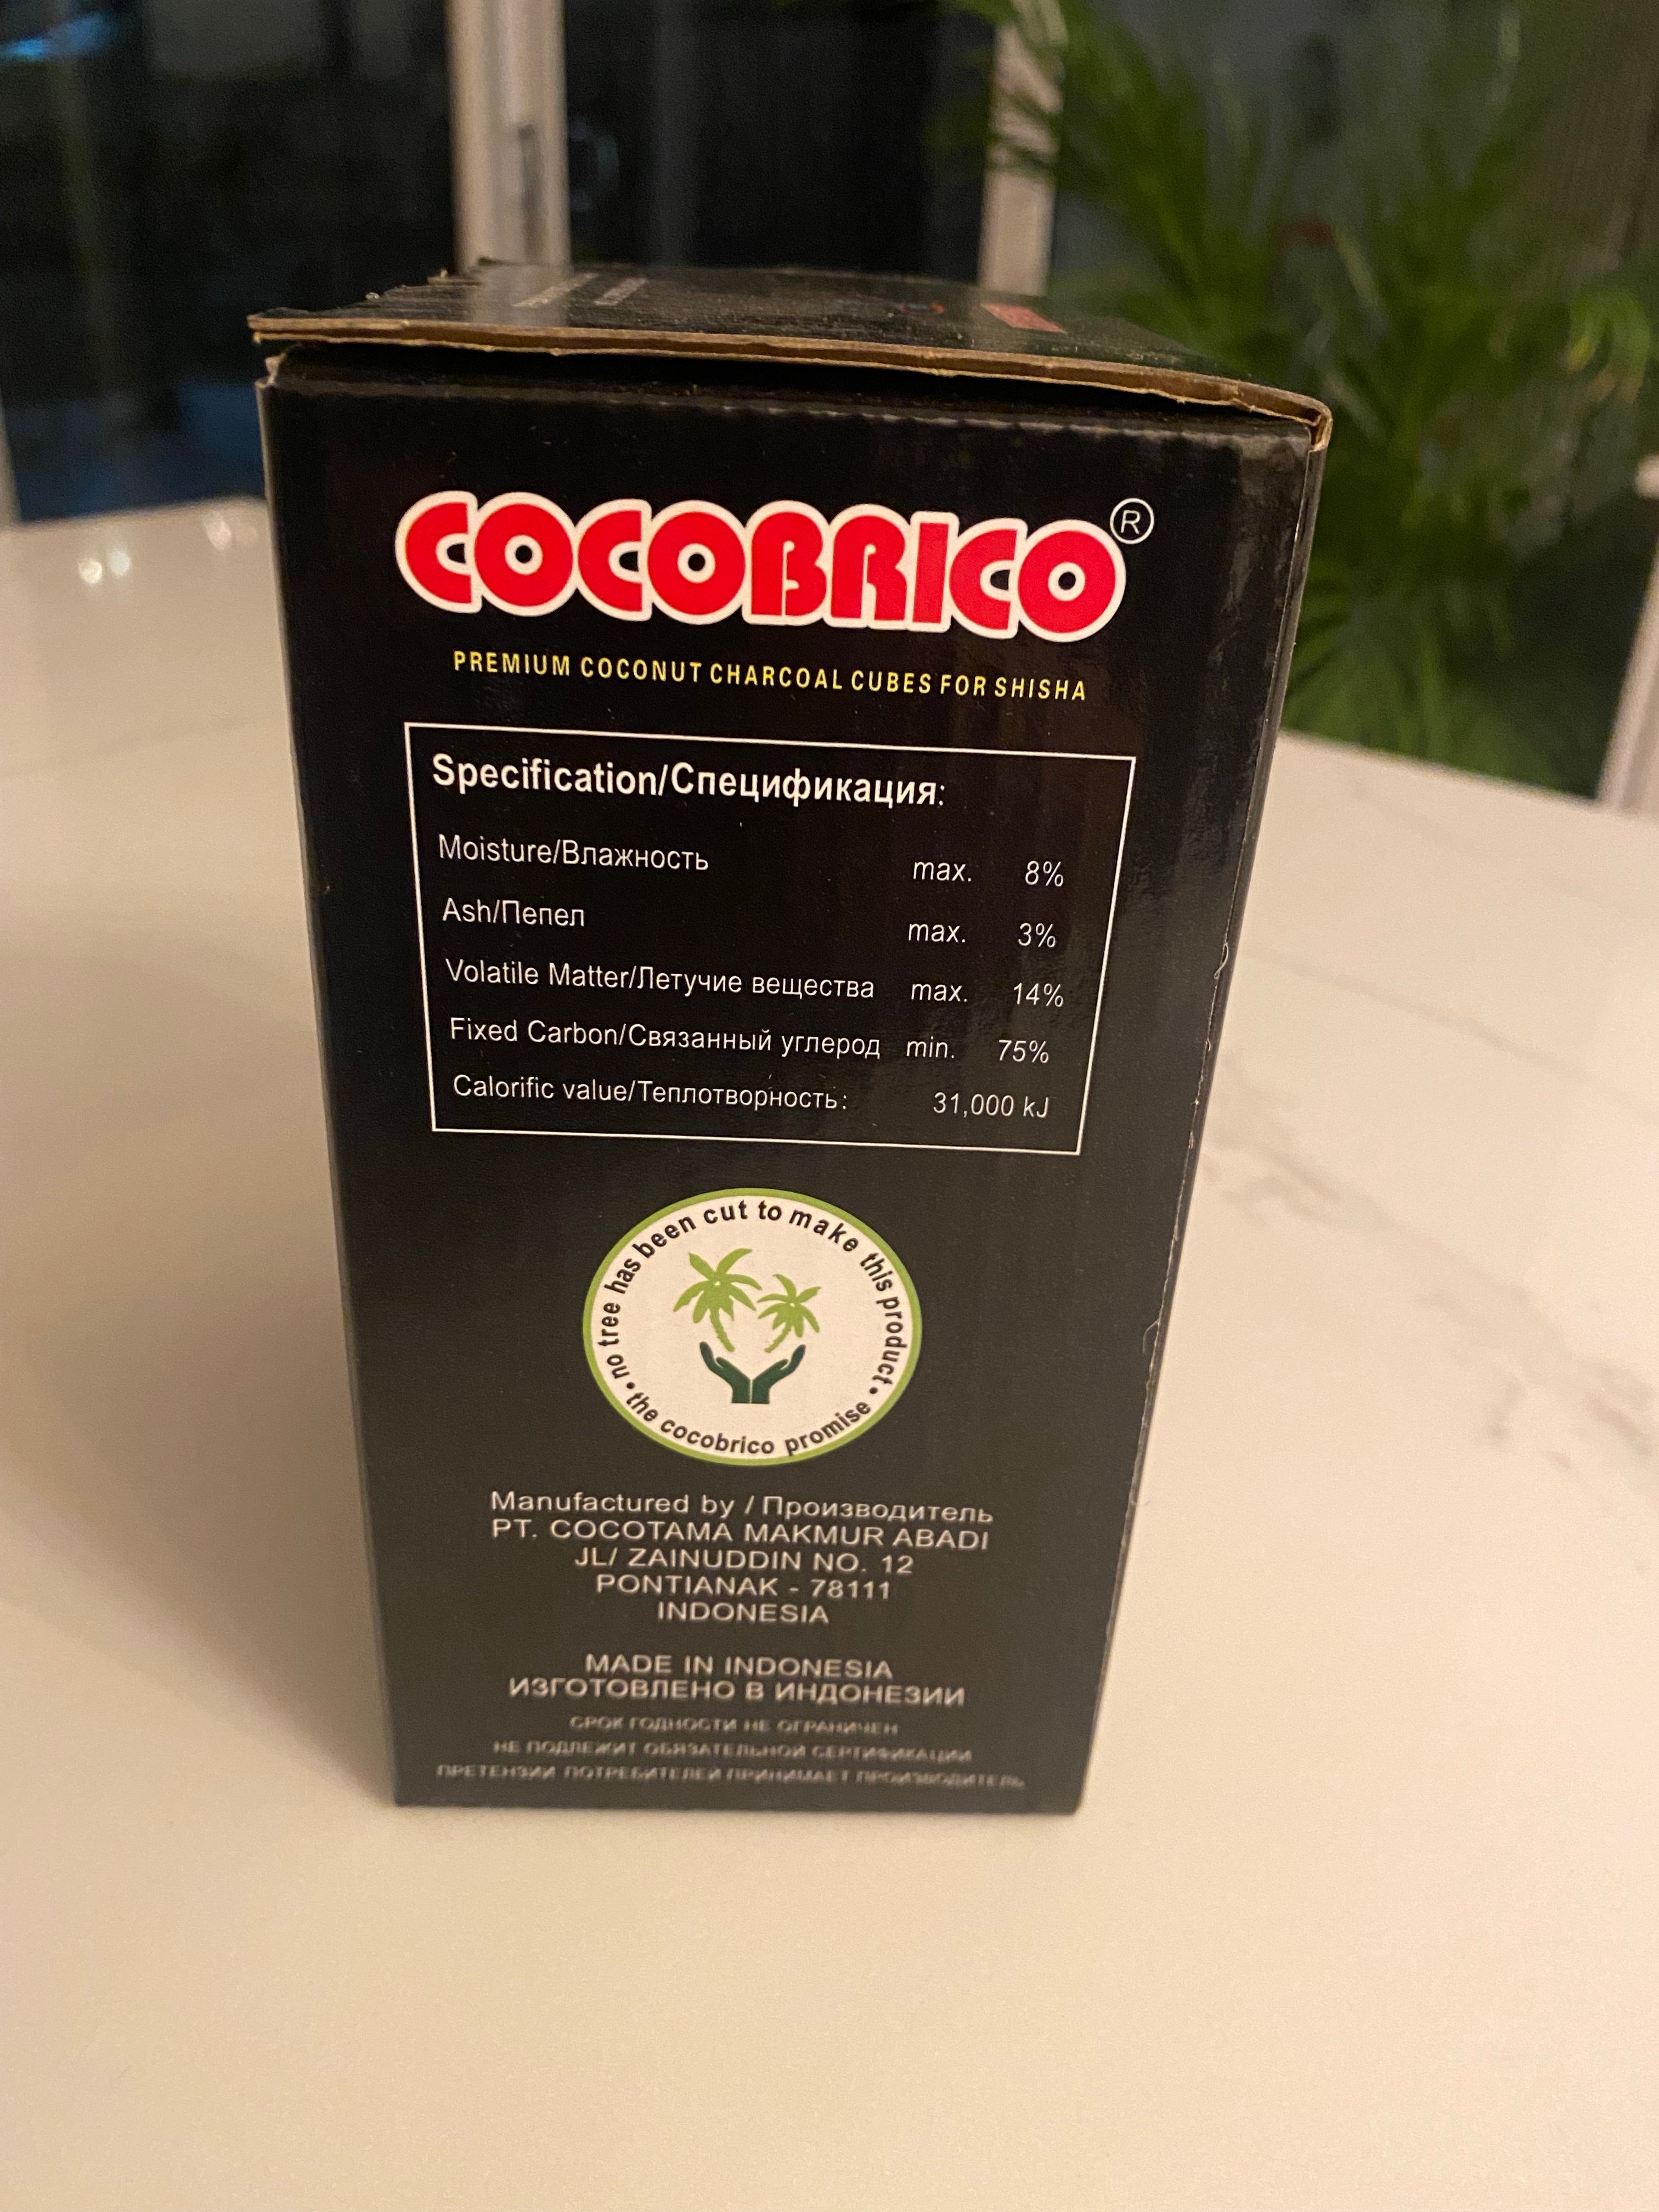 COCOBRICO®
PREMIUM COCONUT CHARCOAL CUBES FOR SHISHA
Specification/Спецификация:
Moisture/Влажность max. 8%
Ash/Пепел max. 3%
Volatile Matter/Летучие вещества max. 14%
Fixed Carbon/Связанный углерод min. 75%
Calorific value/Теплотворность: 31,000 kJ
• no tree has been cut to make this product •
the cocobrico promise
Manufactured by / Производитель
PT. COCOTAMA MAKMUR ABADI
JL/ ZAINUDDIN NO. 12
PONTIANAK - 78111
INDONESIA
MADE IN INDONESIA
ИЗГОТОВЛЕНО В ИНДОНЕЗИИ
СРОК ГОДНОСТИ НЕ ОГРАНИЧЕН
НЕ ПОДЛЕЖИТ ОБЯЗАТЕЛЬНОЙ СЕРТИФИКАЦИИ
ПРЕТЕНЗИИ ПОТРЕБИТЕЛЕЙ ПРИНИМАЕТ ПРОИЗВОДИТЕЛЬ